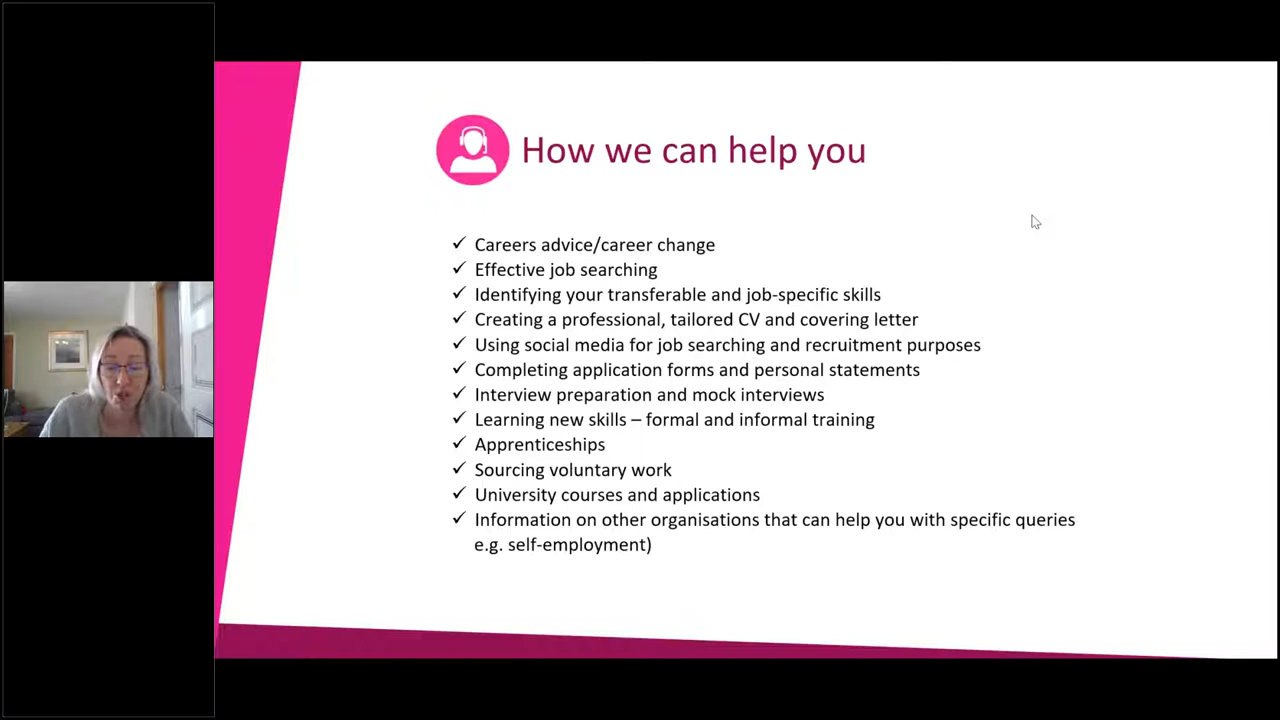 How we can help you
✓ Careers advice/career change
✓ Effective job searching
✓ Identifying your transferable and job-specific skills
✓ Creating a professional, tailored CV and covering letter
✓ Using social media for job searching and recruitment purposes
✓ Completing application forms and personal statements
✓ Interview preparation and mock interviews
✓ Learning new skills – formal and informal training
✓ Apprenticeships
✓ Sourcing voluntary work
✓ University courses and applications
✓ Information on other organisations that can help you with specific queries
e.g. self-employment)